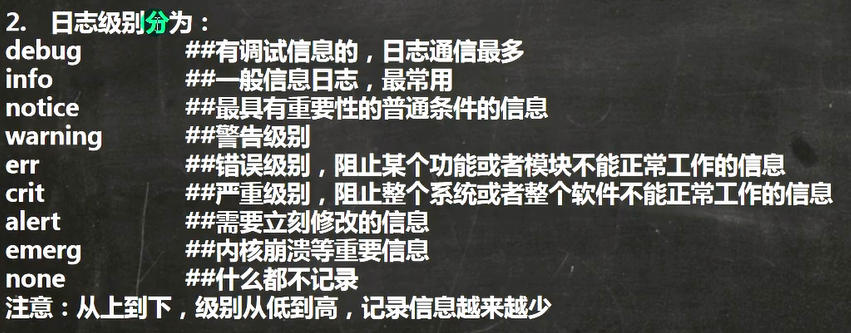 2. 日志级别分为：
debug ##有调试信息的，日志通信最多
info ##一般信息日志，最常用
notice ##最具有重要性的普通条件的信息
warning ##警告级别
err ##错误级别，阻止某个功能或者模块不能正常工作的信息
crit ##严重级别，阻止整个系统或者整个软件不能正常工作的信息
alert ##需要立刻修改的信息
emerg ##内核崩溃等重要信息
none ##什么都不记录
注意：从上到下，级别从低到高，记录信息越来越少